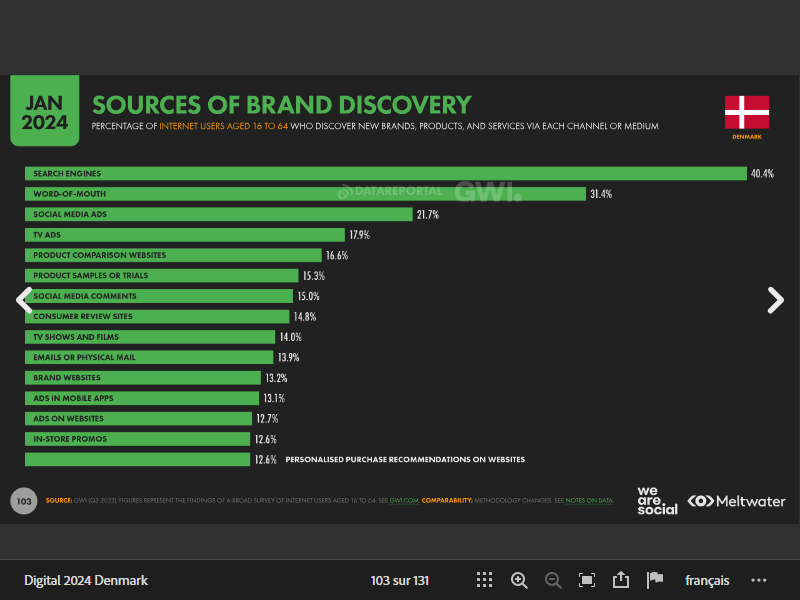 JAN
2024
SOURCES OF BRAND DISCOVERY
PERCENTAGE OF INTERNET USERS AGED 16 TO 64 WHO DISCOVER NEW BRANDS, PRODUCTS, AND SERVICES VIA EACH CHANNEL OR MEDIUM
DENMARK
SEARCH ENGINES 40.4%
WORD-OF-MOUTH 31.4%
DATAREPORTAL GWI.
SOCIAL MEDIA ADS 21.7%
TV ADS 17.9%
PRODUCT COMPARISON WEBSITES 16.6%
PRODUCT SAMPLES OR TRIALS 15.3%
SOCIAL MEDIA COMMENTS 15.0%
CONSUMER REVIEW SITES 14.8%
TV SHOWS AND FILMS 14.0%
EMAILS OR PHYSICAL MAIL 13.9%
BRAND WEBSITES 13.2%
ADS IN MOBILE APPS 13.1%
ADS ON WEBSITES 12.7%
IN-STORE PROMOS 12.6%
12.6% PERSONALISED PURCHASE RECOMMENDATIONS ON WEBSITES
103
SOURCE: GWI (Q3 2023). FIGURES REPRESENT THE FINDINGS OF A BROAD SURVEY OF INTERNET USERS AGED 16 TO 64. SEE GWI.COM. COMPARABILITY: METHODOLOGY CHANGES. SEE NOTES ON DATA.
we
are
social
Meltwater
Digital 2024 Denmark
103 sur 131
français